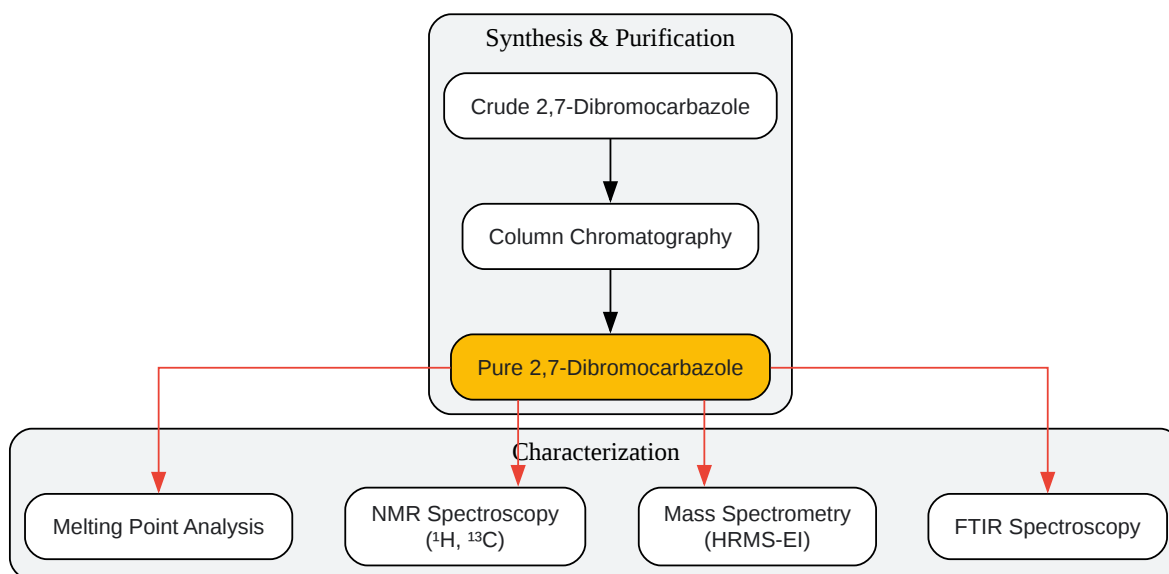 Synthesis & Purification
Crude 2,7-Dibromocarbazole
Column Chromatography
Pure 2,7-Dibromocarbazole
Characterization
Melting Point Analysis
NMR Spectroscopy
(¹H, ¹³C)
Mass Spectrometry
(HRMS-EI)
FTIR Spectroscopy